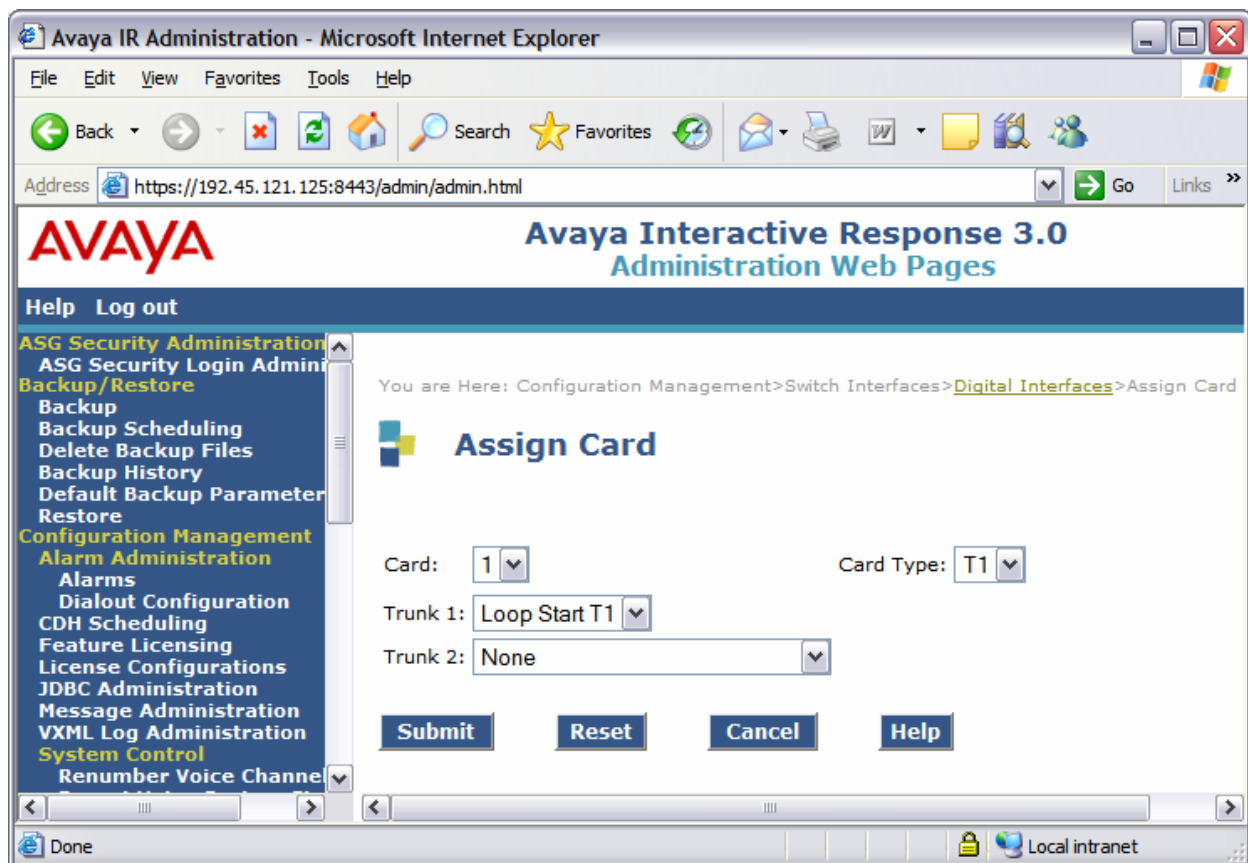 Avaya IR Administration - Microsoft Internet Explorer
File Edit View Favorites Tools Help
Back Search Favorites
Address https://192.45.121.125:8443/admin/admin.html Go Links »
AVAYA
Avaya Interactive Response 3.0
Administration Web Pages
Help Log out
ASG Security Administration
ASG Security Login Admini
Backup/Restore
Backup
Backup Scheduling
Delete Backup Files
Backup History
Default Backup Parameter
Restore
Configuration Management
Alarm Administration
Alarms
Dialout Configuration
CDH Scheduling
Feature Licensing
License Configurations
JDBC Administration
Message Administration
VXML Log Administration
System Control
Renumber Voice Channel
You are Here: Configuration Management>Switch Interfaces>Digital Interfaces>Assign Card
Assign Card
Card: 1 Card Type: T1
Trunk 1: Loop Start T1
Trunk 2: None
Submit Reset Cancel Help
Done Local intranet